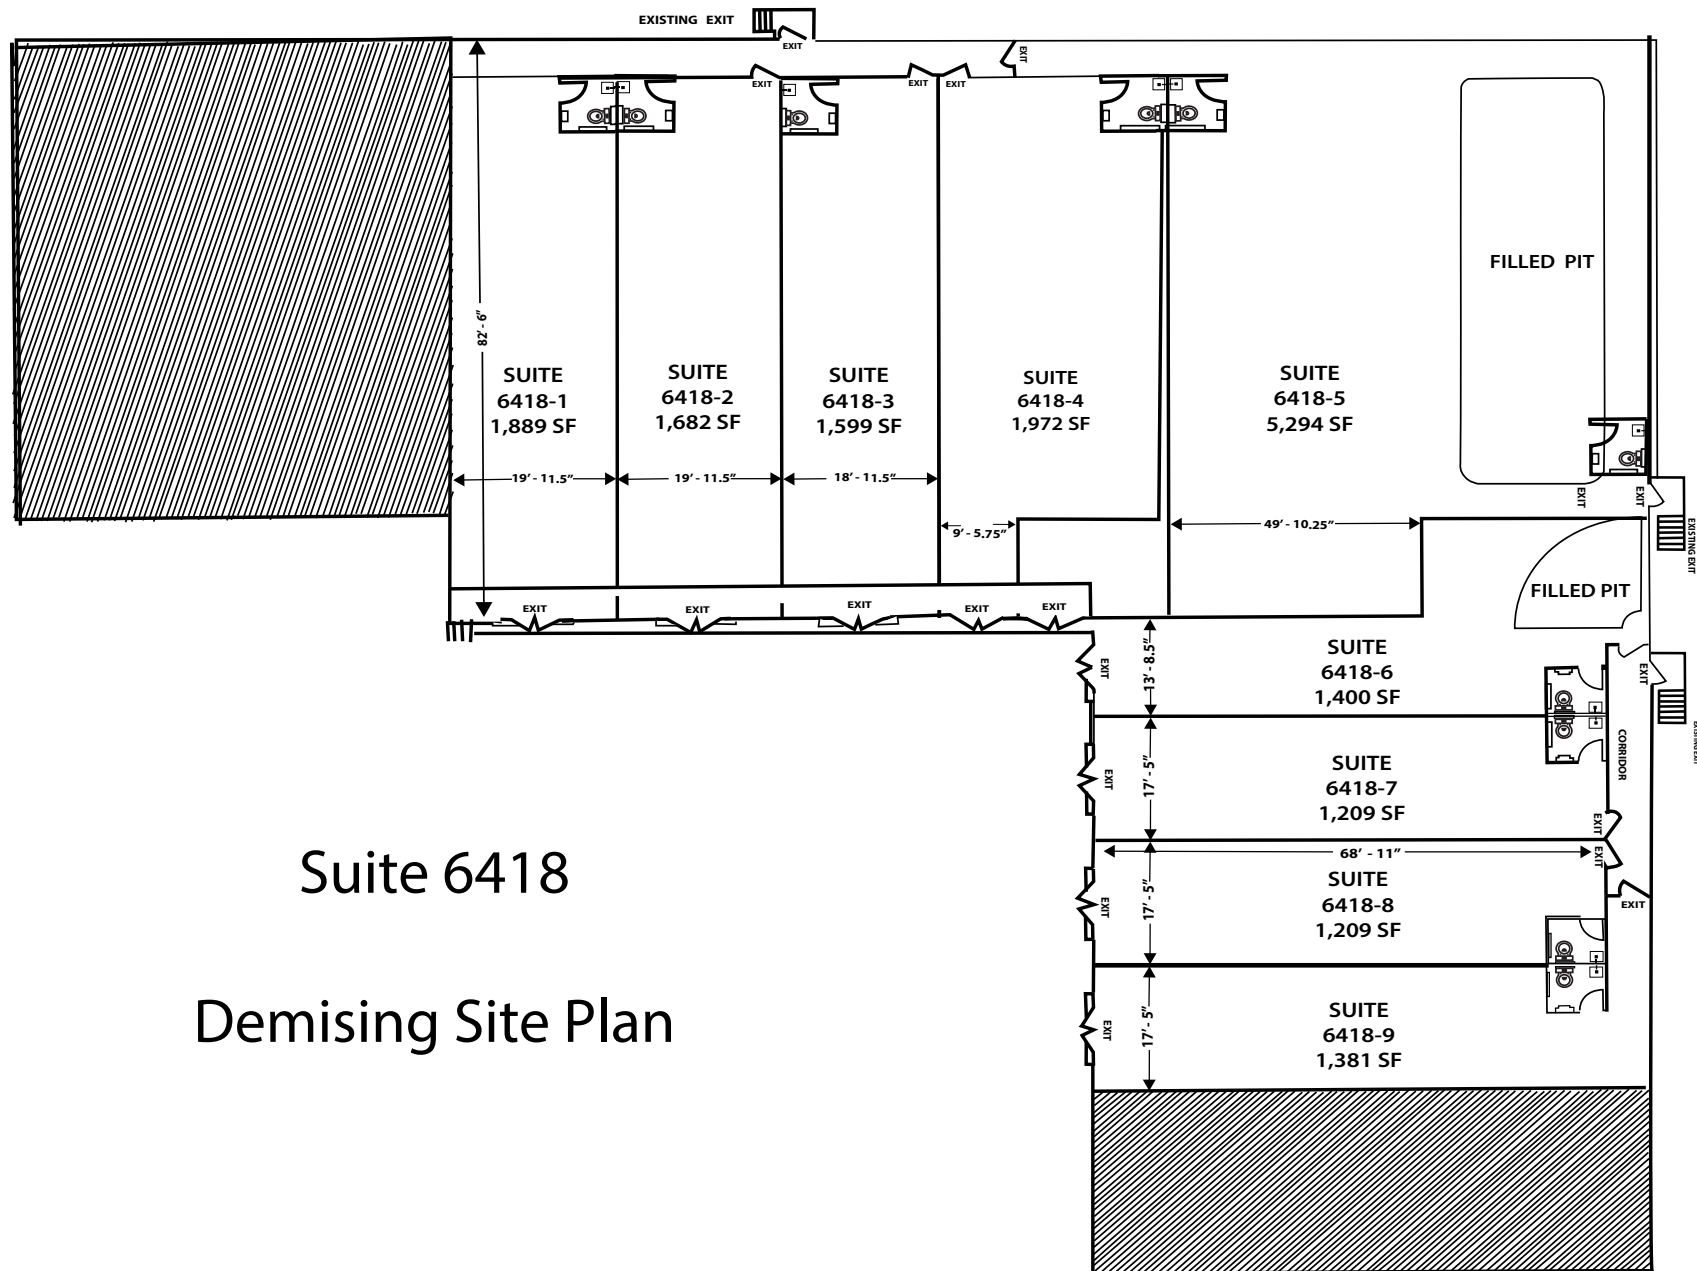 EXISTING EXIT
EXIT
EXIT
EXIT
EXIT
EXIT
FILLED PIT
82' - 6"
SUITE
6418-1
1,889 SF
SUITE
6418-2
1,682 SF
SUITE
6418-3
1,599 SF
SUITE
6418-4
1,972 SF
SUITE
6418-5
5,294 SF
19' - 11.5"
19' - 11.5"
18' - 11.5"
9' - 5.75"
49' - 10.25"
EXIT
EXIT
EXISTING EXIT
FILLED PIT
EXIT
EXIT
EXIT
EXIT
EXIT
EXIT
13' - 8.5"
SUITE
6418-6
1,400 SF
EXIT
EXISTING EXIT
CORRIDOR
EXIT
17' - 5"
SUITE
6418-7
1,209 SF
EXIT
68' - 11"
EXIT
EXIT
17' - 5"
SUITE
6418-8
1,209 SF
EXIT
EXIT
17' - 5"
SUITE
6418-9
1,381 SF
Suite 6418
Demising Site Plan